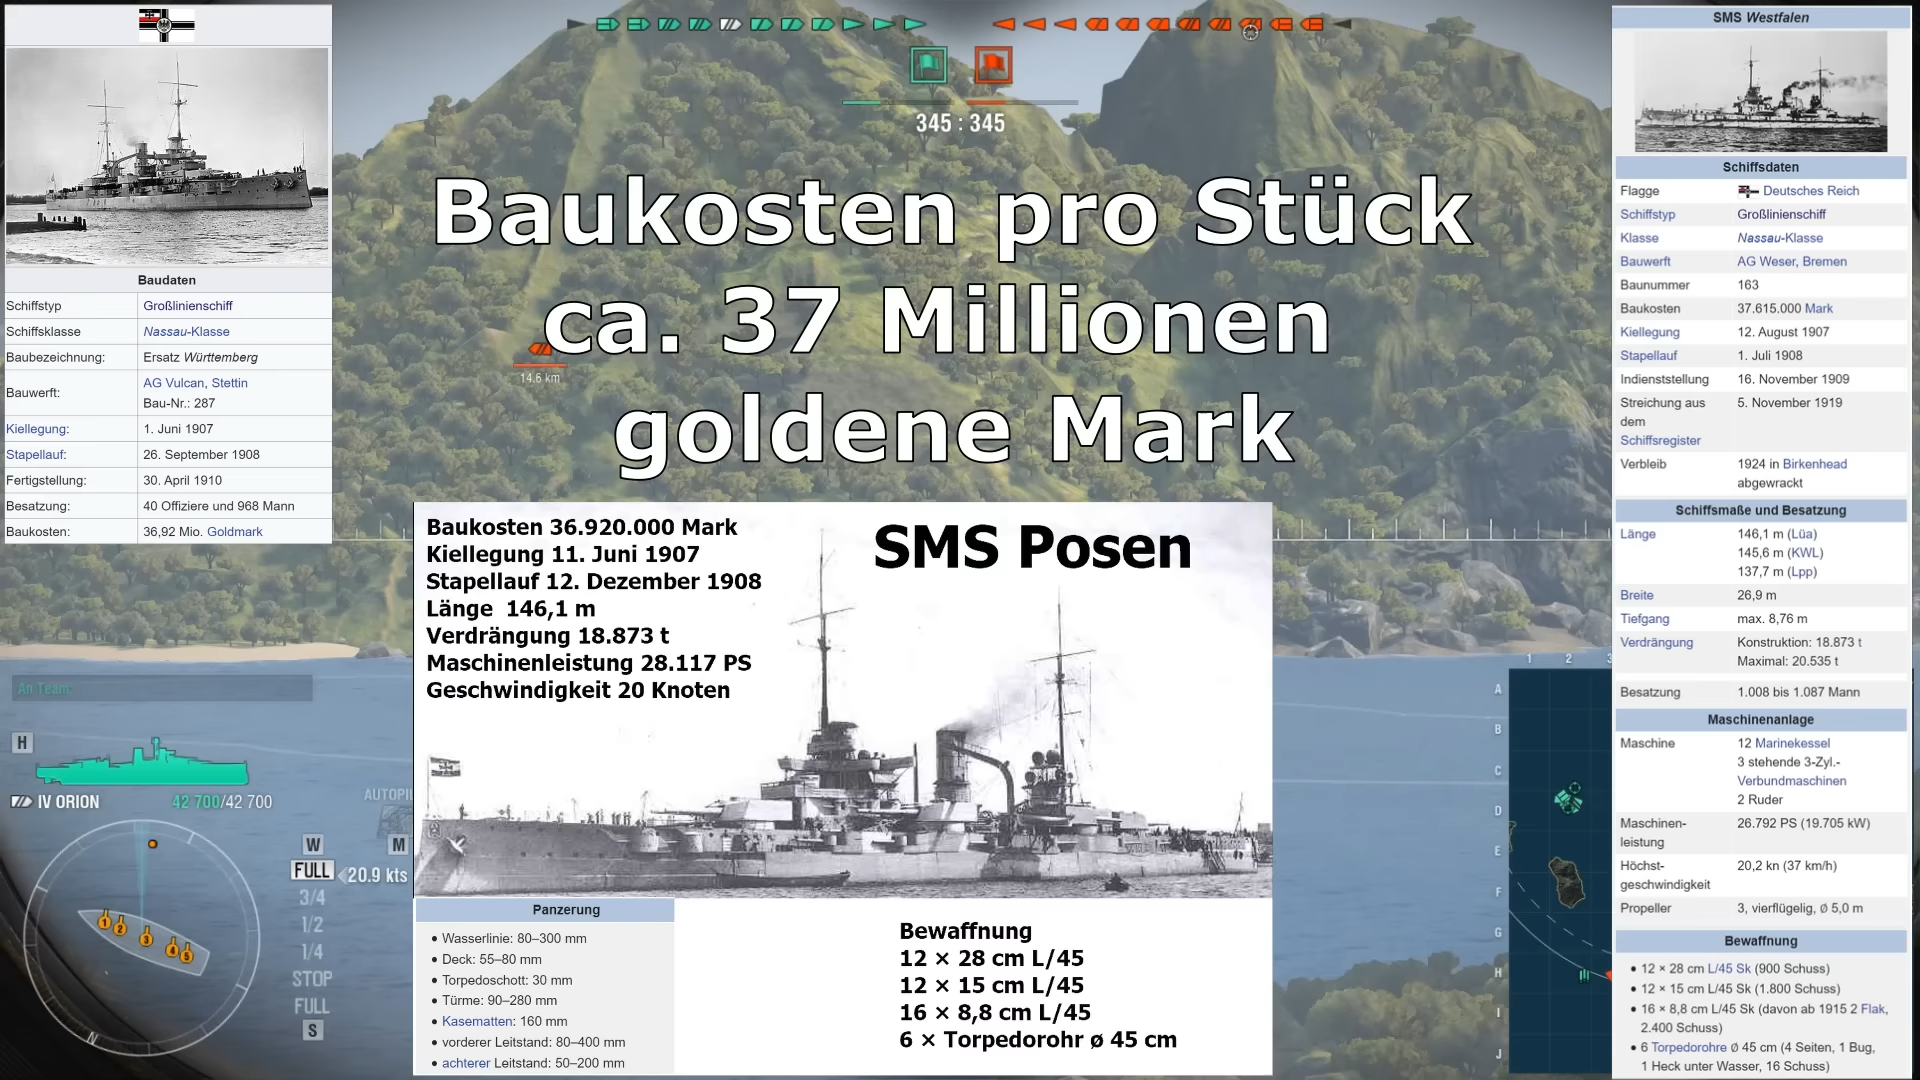 345 : 345
Baukosten pro Stück
ca. 37 Millionen
goldene Mark
14.6 km
Baudaten
Schiffstyp Großlinienschiff
Schiffsklasse Nassau-Klasse
Baubezeichnung: Ersatz Württemberg
Bauwerft: AG Vulcan, Stettin
Bau-Nr.: 287
Kiellegung: 1. Juni 1907
Stapellauf: 26. September 1908
Fertigstellung: 30. April 1910
Besatzung: 40 Offiziere und 968 Mann
Baukosten: 36,92 Mio. Goldmark
An Team:
H
IV ORION 42 700/42 700
W
FULL 20.9 kts
3/4
1/2
1/4
STOP
FULL
S
M
1 2 3 4 5
N
SMS Posen
Baukosten 36.920.000 Mark
Kiellegung 11. Juni 1907
Stapellauf 12. Dezember 1908
Länge 146,1 m
Verdrängung 18.873 t
Maschinenleistung 28.117 PS
Geschwindigkeit 20 Knoten
Panzerung
• Wasserlinie: 80–300 mm
• Deck: 55–80 mm
• Torpedoschott: 30 mm
• Türme: 90–280 mm
• Kasematten: 160 mm
• vorderer Leitstand: 80–400 mm
• achterer Leitstand: 50–200 mm
Bewaffnung
12 × 28 cm L/45
12 × 15 cm L/45
16 × 8,8 cm L/45
6 × Torpedorohr ø 45 cm
1 2 3
A
B
C
D
E
F
G
H
I
J
SMS Westfalen
Schiffsdaten
Flagge Deutsches Reich
Schiffstyp Großlinienschiff
Klasse Nassau-Klasse
Bauwerft AG Weser, Bremen
Baunummer 163
Baukosten 37.615.000 Mark
Kiellegung 12. August 1907
Stapellauf 1. Juli 1908
Indienststellung 16. November 1909
Streichung aus 5. November 1919
dem
Schiffsregister
Verbleib 1924 in Birkenhead
abgewrackt
Schiffsmaße und Besatzung
Länge 146,1 m (Lüa)
145,6 m (KWL)
137,7 m (Lpp)
Breite 26,9 m
Tiefgang max. 8,76 m
Verdrängung Konstruktion: 18.873 t
Maximal: 20.535 t
Besatzung 1.008 bis 1.087 Mann
Maschinenanlage
Maschine 12 Marinekessel
3 stehende 3-Zyl.-
Verbundmaschinen
2 Ruder
Maschinen- 26.792 PS (19.705 kW)
leistung
Höchst- 20,2 kn (37 km/h)
geschwindigkeit
Propeller 3, vierflügelig, ∅ 5,0 m
Bewaffnung
• 12 × 28 cm L/45 Sk (900 Schuss)
• 12 × 15 cm L/45 Sk (1.800 Schuss)
• 16 × 8,8 cm L/45 Sk (davon ab 1915 2 Flak,
2.400 Schuss)
• 6 Torpedorohre ∅ 45 cm (4 Seiten, 1 Bug,
1 Heck unter Wasser, 16 Schuss)